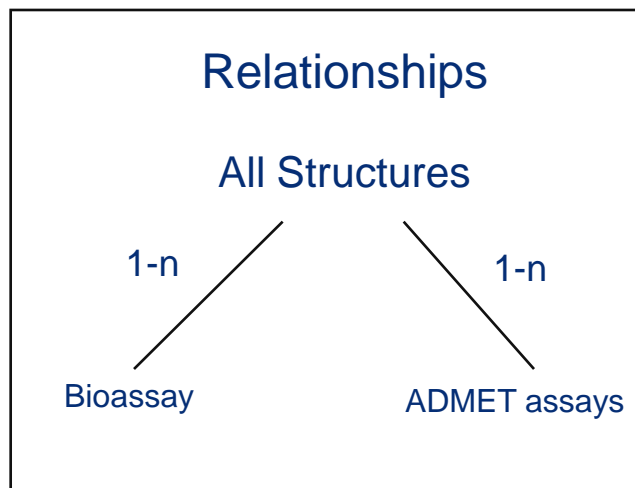 Relationships
All Structures
1-n
1-n
Bioassay
ADMET assays